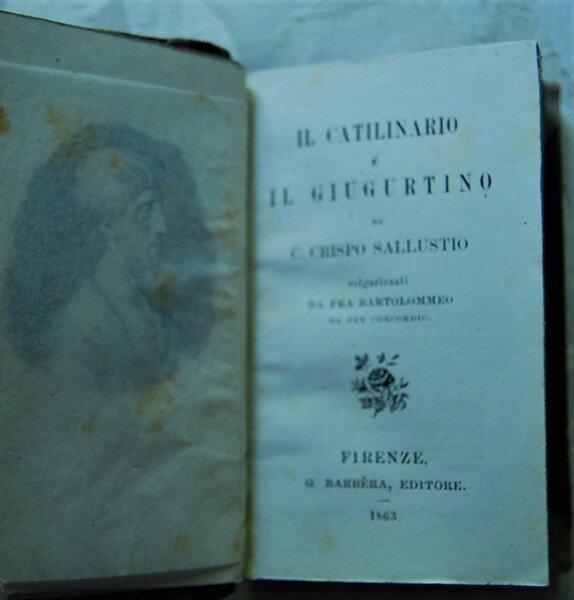 IL CATILINARIO
E
IL GIUGURTINO
DI
C. CRISPO SALLUSTIO
volgarizzati
DA FRA BARTOLOMMEO
DA SAN CONCORDIO.
FIRENZE,
G. BARBÈRA, EDITORE.
1863.